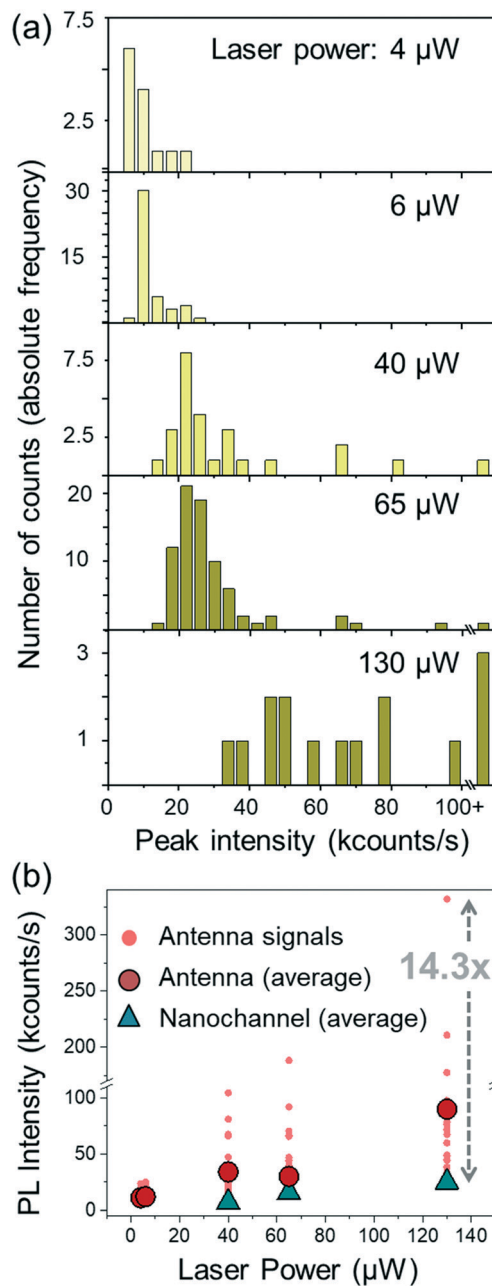 (a)
7.5
Laser power: 4 µW
2.5
30
6 µW
15
7.5
40 µW
2.5
20
65 µW
10
3
130 µW
1
Number of counts (absolute frequency)
0 20 40 60 80 100+
Peak intensity (kcounts/s)
(b)
300
250
200
100
50
0
PL Intensity (kcounts/s)
Antenna signals
Antenna (average)
Nanochannel (average)
14.3x
0 20 40 60 80 100 120 140
Laser Power (µW)